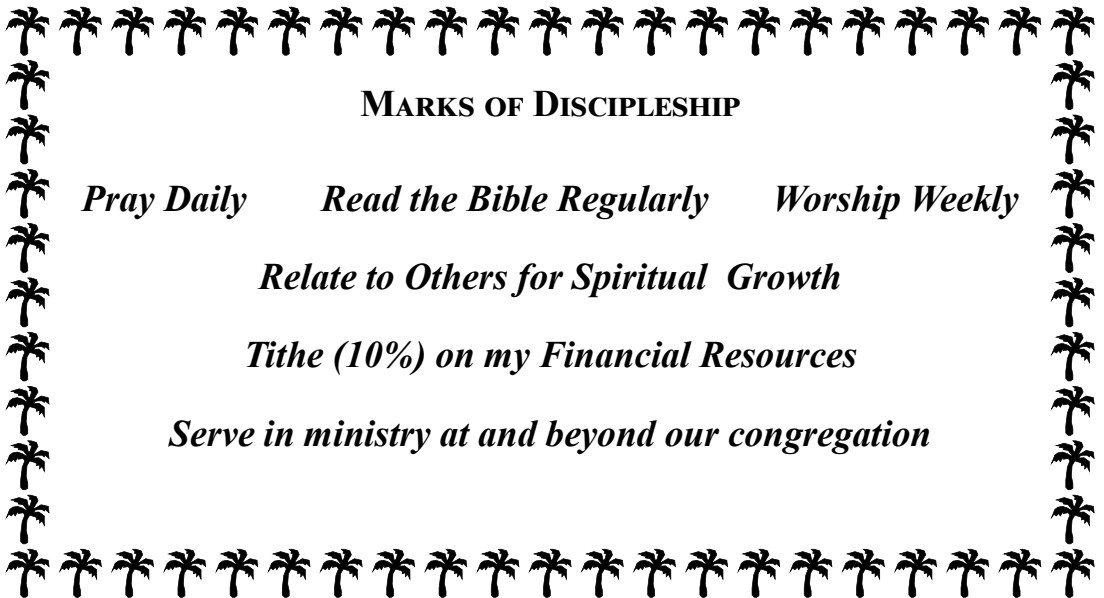 Marks of Discipleship
Pray Daily Read the Bible Regularly Worship Weekly
Relate to Others for Spiritual Growth
Tithe (10%) on my Financial Resources
Serve in ministry at and beyond our congregation